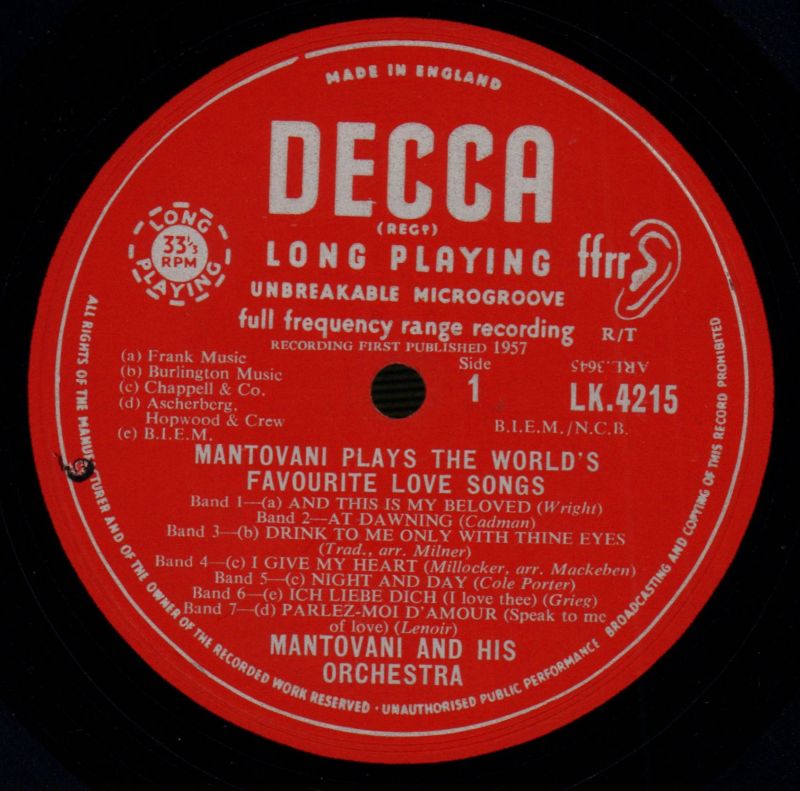 MADE IN ENGLAND
DECCA
(REGD)
LONG PLAYING
33⅓
RPM
LONG PLAYING
ffrr
UNBREAKABLE MICROGROOVE
full frequency range recording
R/T
RECORDING FIRST PUBLISHED 1957
(a) Frank Music
(b) Burlington Music
(c) Chappell & Co.
(d) Ascherberg,
Hopwood & Crew
(e) B.I.E.M.
Side
1
ARL.3645
LK.4215
B.I.E.M./N.C.B.
MANTOVANI PLAYS THE WORLD'S
FAVOURITE LOVE SONGS
Band 1—(a) AND THIS IS MY BELOVED (Wright)
Band 2—AT DAWNING (Cadman)
Band 3—(b) DRINK TO ME ONLY WITH THINE EYES
(Trad., arr. Milner)
Band 4—(c) I GIVE MY HEART (Millocker, arr. Mackeben)
Band 5—(c) NIGHT AND DAY (Cole Porter)
Band 6—(e) ICH LIEBE DICH (I love thee) (Grieg)
Band 7—(d) PARLEZ-MOI D'AMOUR (Speak to me
of love) (Lenoir)
MANTOVANI AND HIS
ORCHESTRA
ALL RIGHTS OF THE MANUFACTURER AND OF THE OWNER OF THE RECORDED WORK RESERVED · UNAUTHORISED PUBLIC PERFORMANCE BROADCASTING AND COPYING OF THIS RECORD PROHIBITED